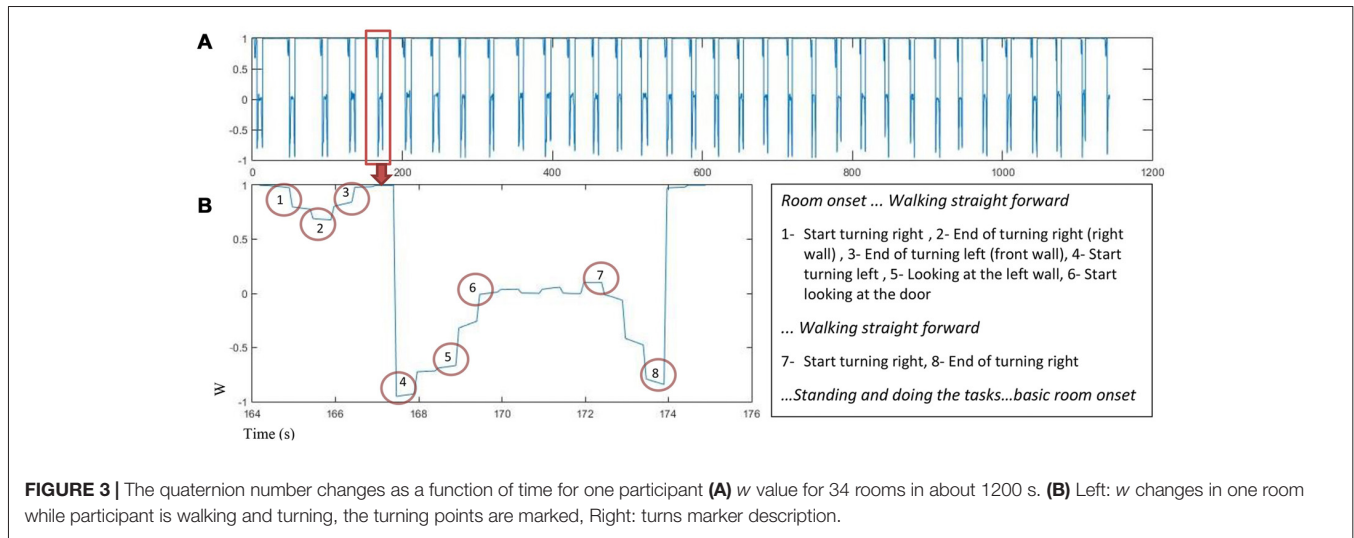 A
1
0.5
0
-0.5
-1
0 200 400 600 800 1000 1200
B
1
0.5
0
-0.5
-1
W
164 166 168 170 172 174 176
Time (s)
1
2
3
4
5
6
7
8
Room onset ... Walking straight forward
1- Start turning right , 2- End of turning right (right
wall) , 3- End of turning left (front wall), 4- Start
turning left , 5- Looking at the left wall, 6- Start
looking at the door
... Walking straight forward
7- Start turning right, 8- End of turning right
...Standing and doing the tasks...basic room onset
FIGURE 3 | The quaternion number changes as a function of time for one participant (A) w value for 34 rooms in about 1200 s. (B) Left: w changes in one room
while participant is walking and turning, the turning points are marked, Right: turns marker description.